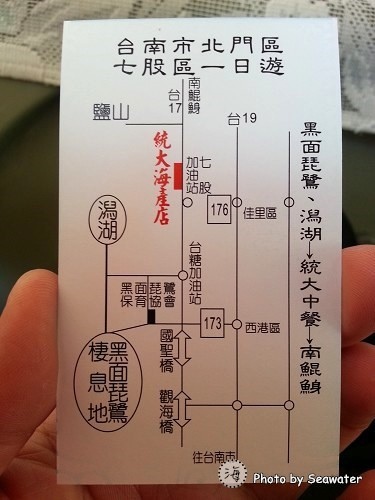 台南市北門區
七股區一日遊
南鯤鯓
台17
台19
鹽山
統大海產店
七股
加油站
176
佳里區
潟湖
台糖加油站
黑面琵鷺
保育協會
173
西港區
國聖橋
黑面琵鷺
棲息地
觀海橋
往台南市
黑面琵鷺、潟湖→統大中餐→南鯤鯓
海 Photo by Seawater